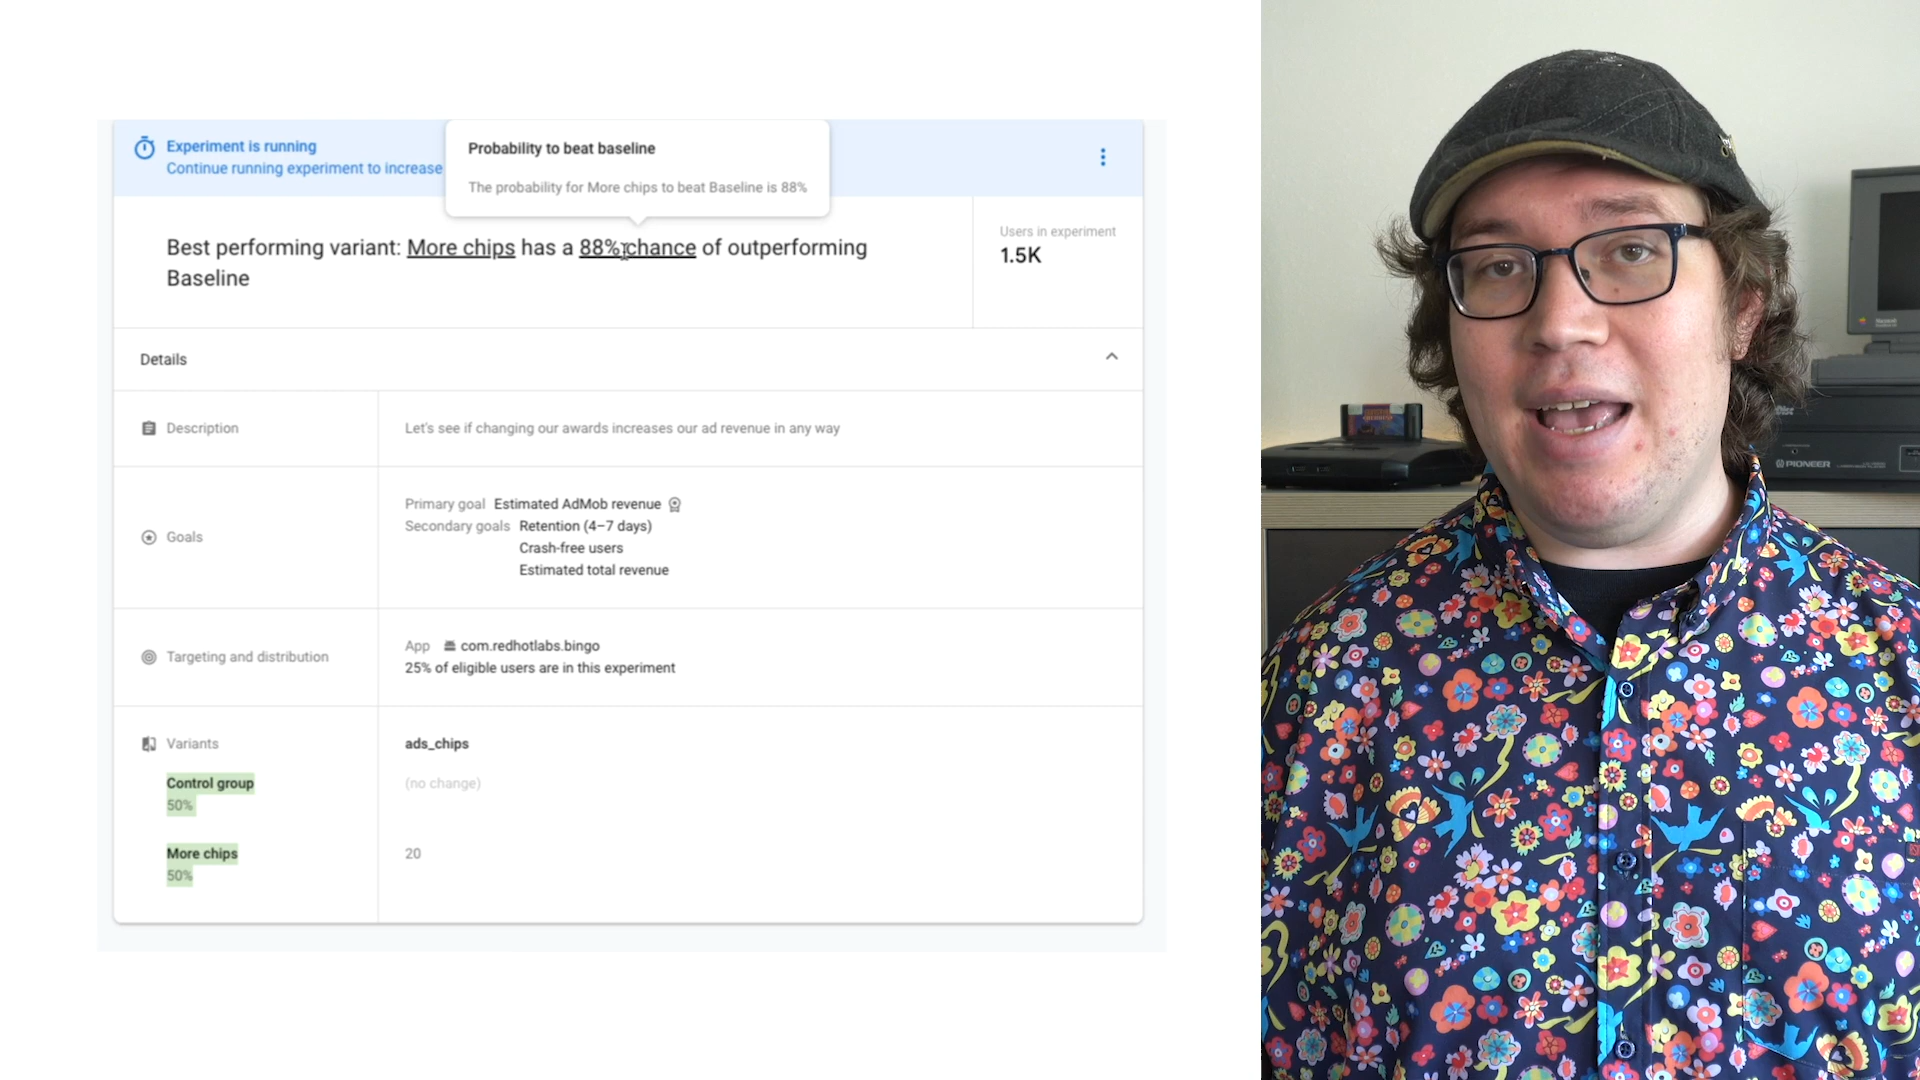 Experiment is running
Continue running experiment to increase
Probability to beat baseline
The probability for More chips to beat Baseline is 88%
Best performing variant: More chips has a 88% chance of outperforming
Baseline
Users in experiment
1.5K
Details
Description
Let's see if changing our awards increases our ad revenue in any way
Goals
Primary goal Estimated AdMob revenue
Secondary goals Retention (4–7 days)
Crash-free users
Estimated total revenue
Targeting and distribution
App com.redhotlabs.bingo
25% of eligible users are in this experiment
Variants
ads_chips
Control group
50%
(no change)
More chips
50%
20
PIONEER